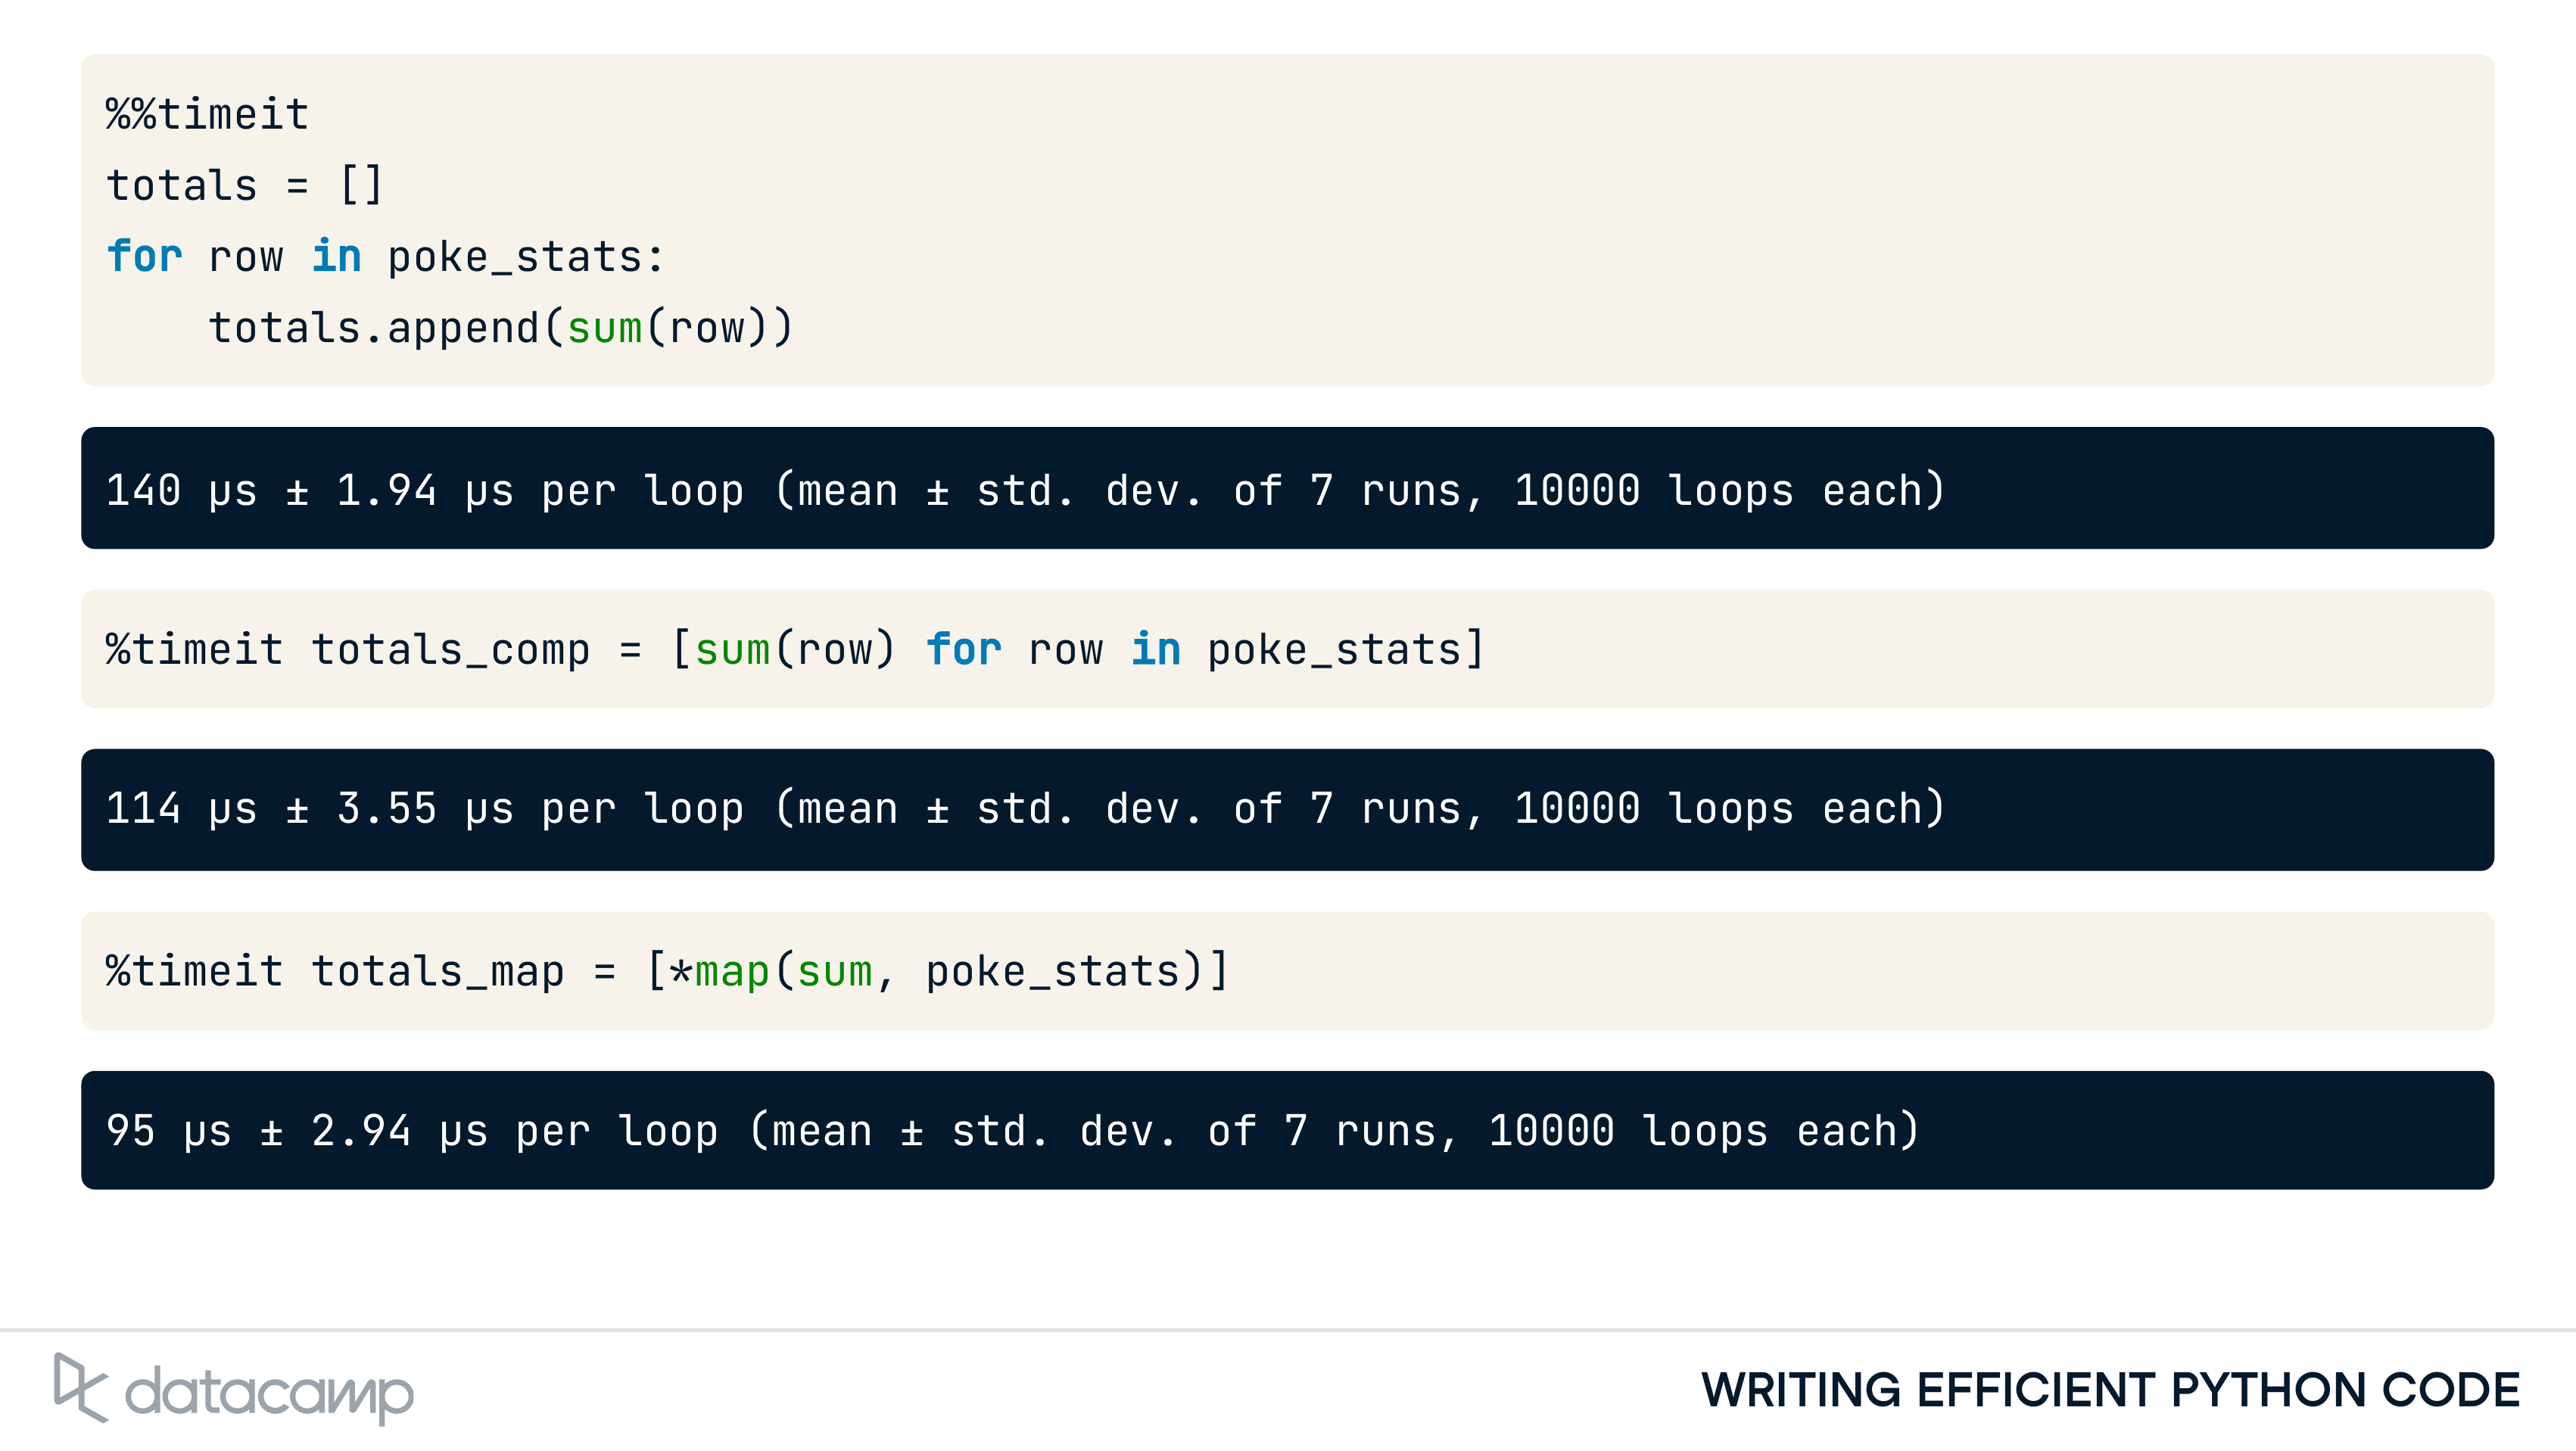 %%timeit
totals = []
for row in poke_stats:
    totals.append(sum(row))
140 µs ± 1.94 µs per loop (mean ± std. dev. of 7 runs, 10000 loops each)
%timeit totals_comp = [sum(row) for row in poke_stats]
114 µs ± 3.55 µs per loop (mean ± std. dev. of 7 runs, 10000 loops each)
%timeit totals_map = [*map(sum, poke_stats)]
95 µs ± 2.94 µs per loop (mean ± std. dev. of 7 runs, 10000 loops each)
datacamp
WRITING EFFICIENT PYTHON CODE